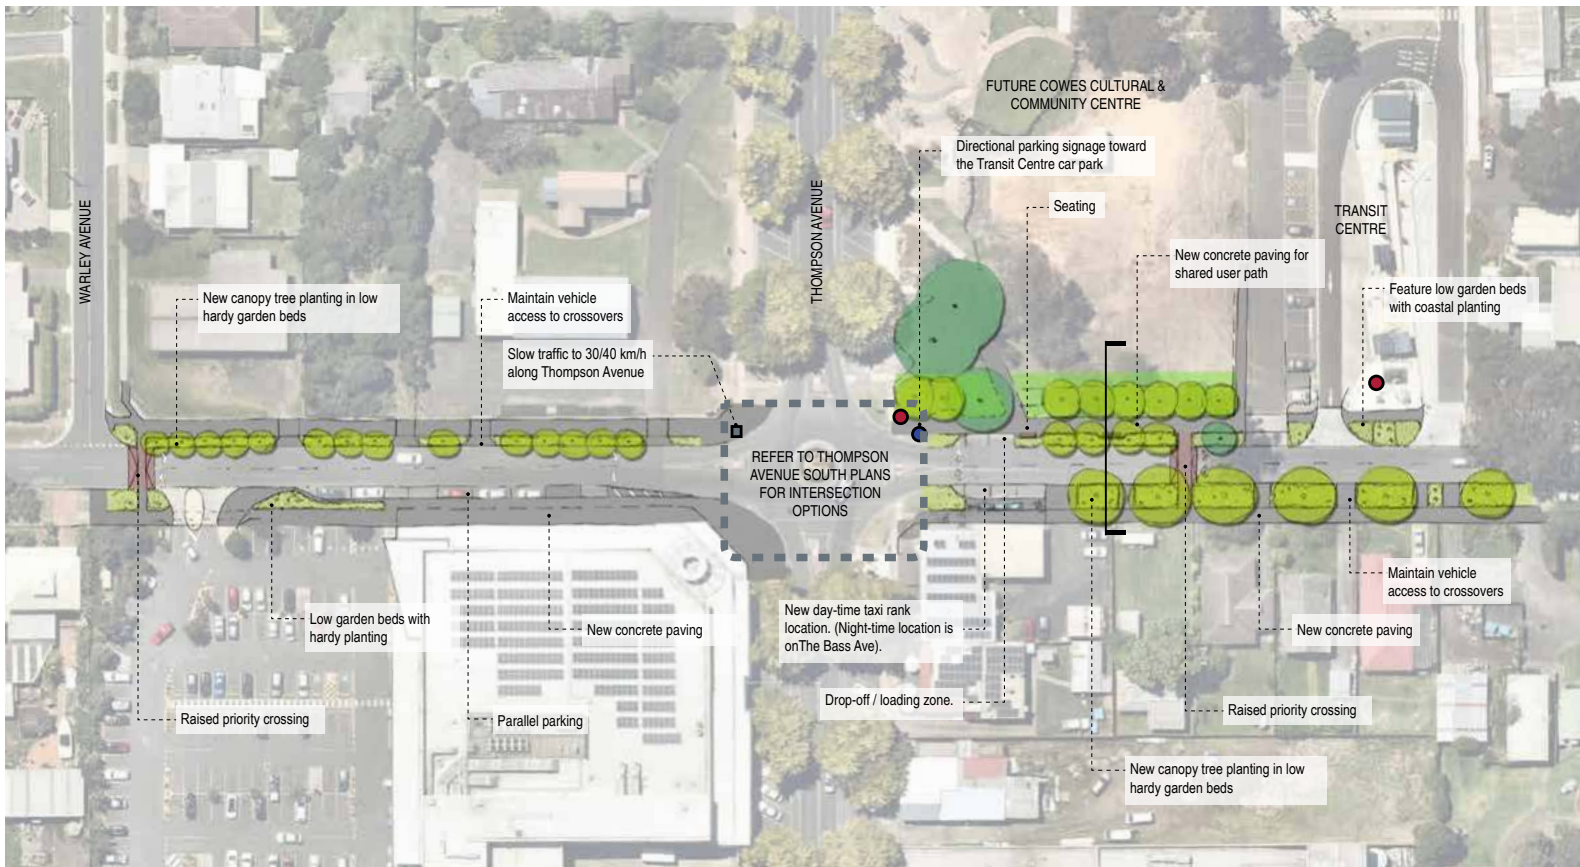 FUTURE COWES CULTURAL &
COMMUNITY CENTRE
Directional parking signage toward
the Transit Centre car park
WARLEY AVENUE
THOMPSON AVENUE
Seating
TRANSIT
CENTRE
New concrete paving for
shared user path
New canopy tree planting in low
hardy garden beds
Maintain vehicle
access to crossovers
Feature low garden beds
with coastal planting
Slow traffic to 30/40 km/h
along Thompson Avenue
REFER TO THOMPSON
AVENUE SOUTH PLANS
FOR INTERSECTION
OPTIONS
Low garden beds with
hardy planting
New concrete paving
New day-time taxi rank
location. (Night-time location is
onThe Bass Ave).
Maintain vehicle
access to crossovers
New concrete paving
Drop-off / loading zone.
Raised priority crossing
Parallel parking
Raised priority crossing
New canopy tree planting in low
hardy garden beds